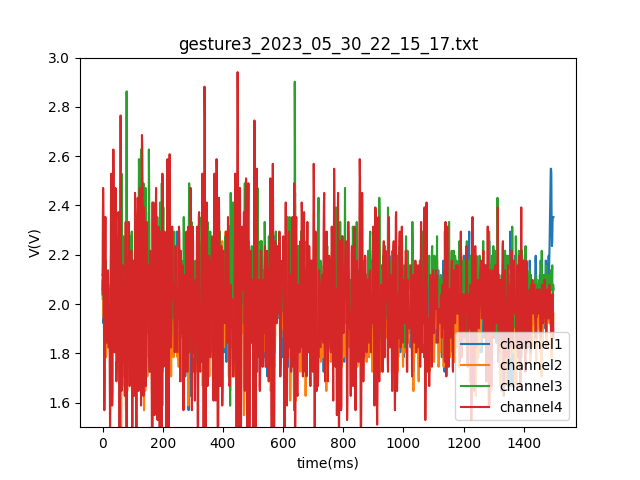 gesture3_2023_05_30_22_15_17.txt
3.0
2.8
2.6
2.4
2.2
2.0
1.8
1.6
V(V)
channel1
channel2
channel3
channel4
0 200 400 600 800 1000 1200 1400
time(ms)